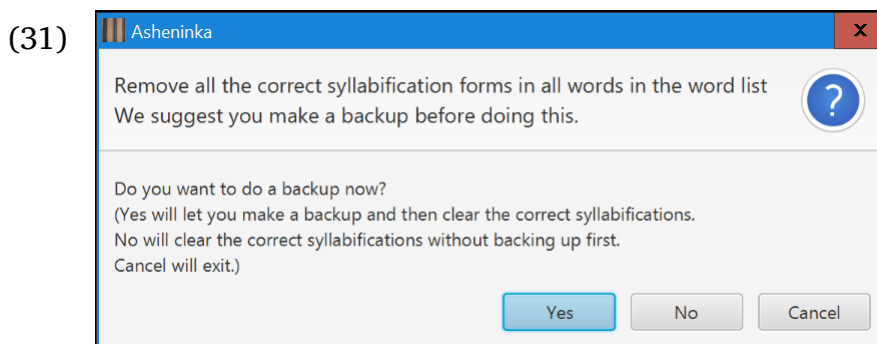 (31)
Asheninka
x
Remove all the correct syllabification forms in all words in the word list
We suggest you make a backup before doing this.
?
Do you want to do a backup now?
(Yes will let you make a backup and then clear the correct syllabifications.
No will clear the correct syllabifications without backing up first.
Cancel will exit.)
Yes No Cancel